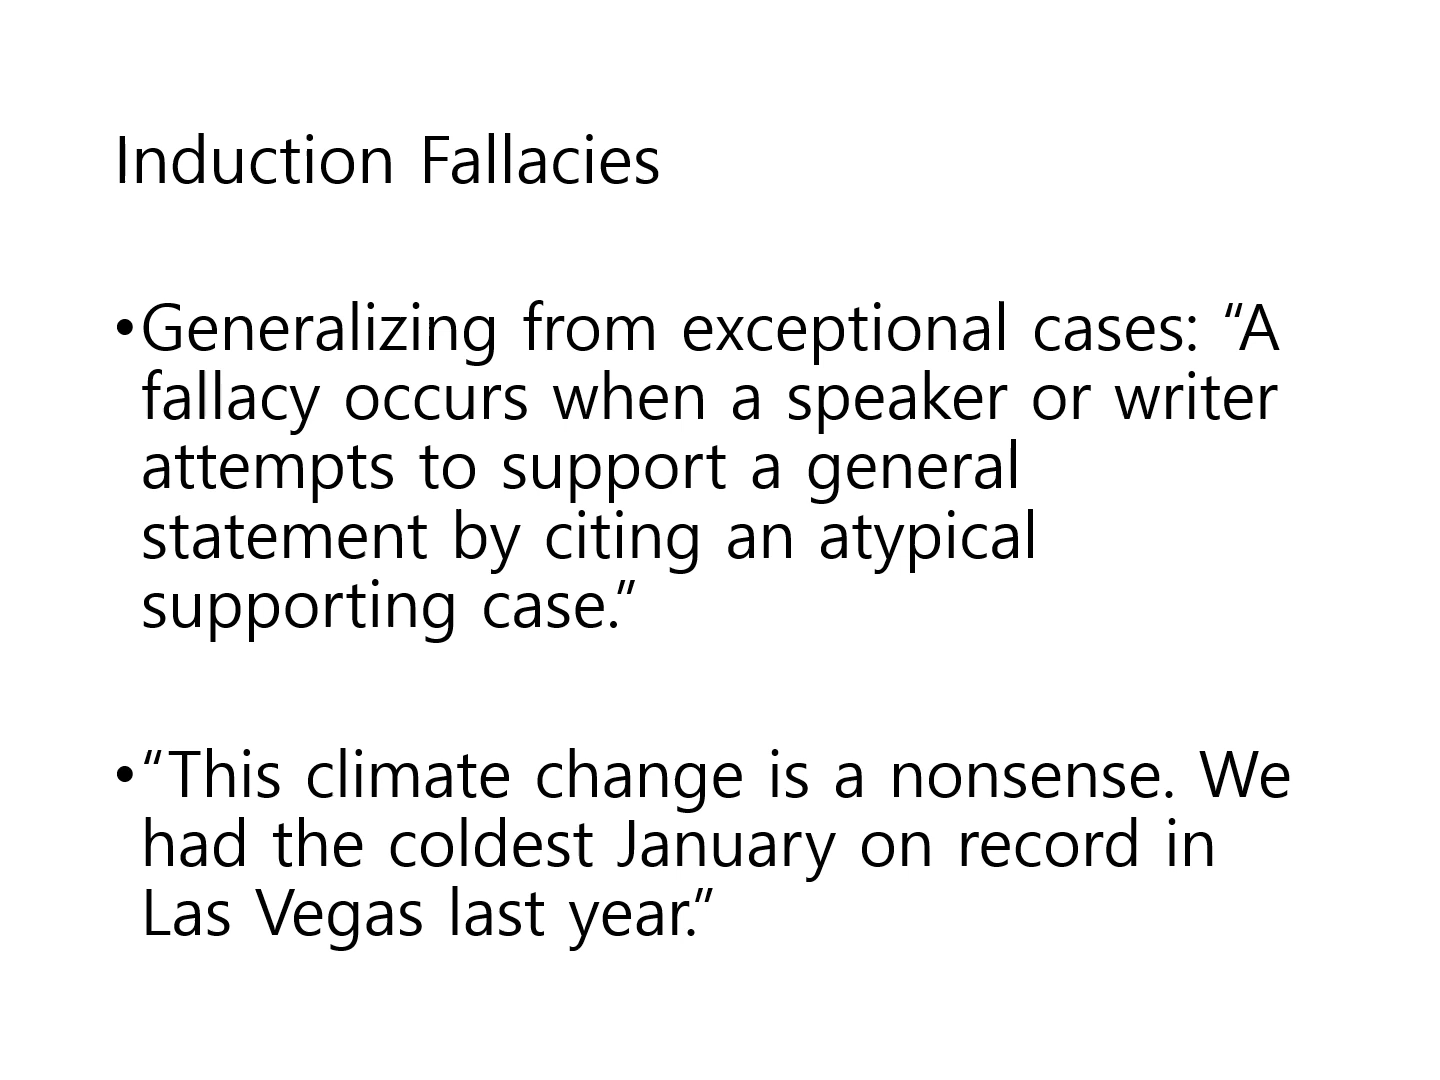 Induction Fallacies
•Generalizing from exceptional cases: “A
fallacy occurs when a speaker or writer
attempts to support a general
statement by citing an atypical
supporting case.”
•“This climate change is a nonsense. We
had the coldest January on record in
Las Vegas last year.”